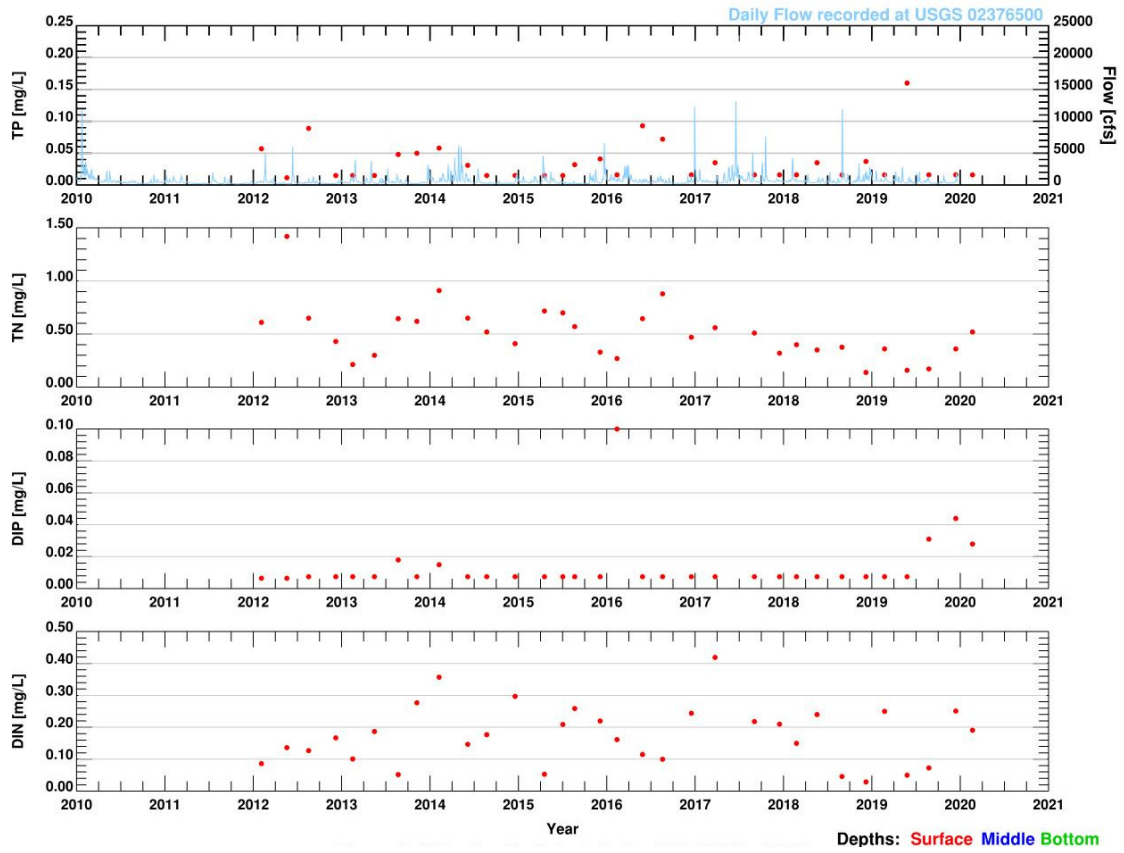 Daily Flow recorded at USGS 02376500
0.25 25000
0.20 20000
0.15 15000
0.10 10000
0.05 5000
0.00 0
TP [mg/L]
Flow [cfs]
2010 2011 2012 2013 2014 2015 2016 2017 2018 2019 2020 2021
1.50
1.00
0.50
0.00
TN [mg/L]
2010 2011 2012 2013 2014 2015 2016 2017 2018 2019 2020 2021
0.10
0.08
0.06
0.04
0.02
0.00
DIP [mg/L]
2010 2011 2012 2013 2014 2015 2016 2017 2018 2019 2020 2021
0.50
0.40
0.30
0.20
0.10
0.00
DIN [mg/L]
2010 2011 2012 2013 2014 2015 2016 2017 2018 2019 2020 2021
Year
Depths: Surface Middle Bottom